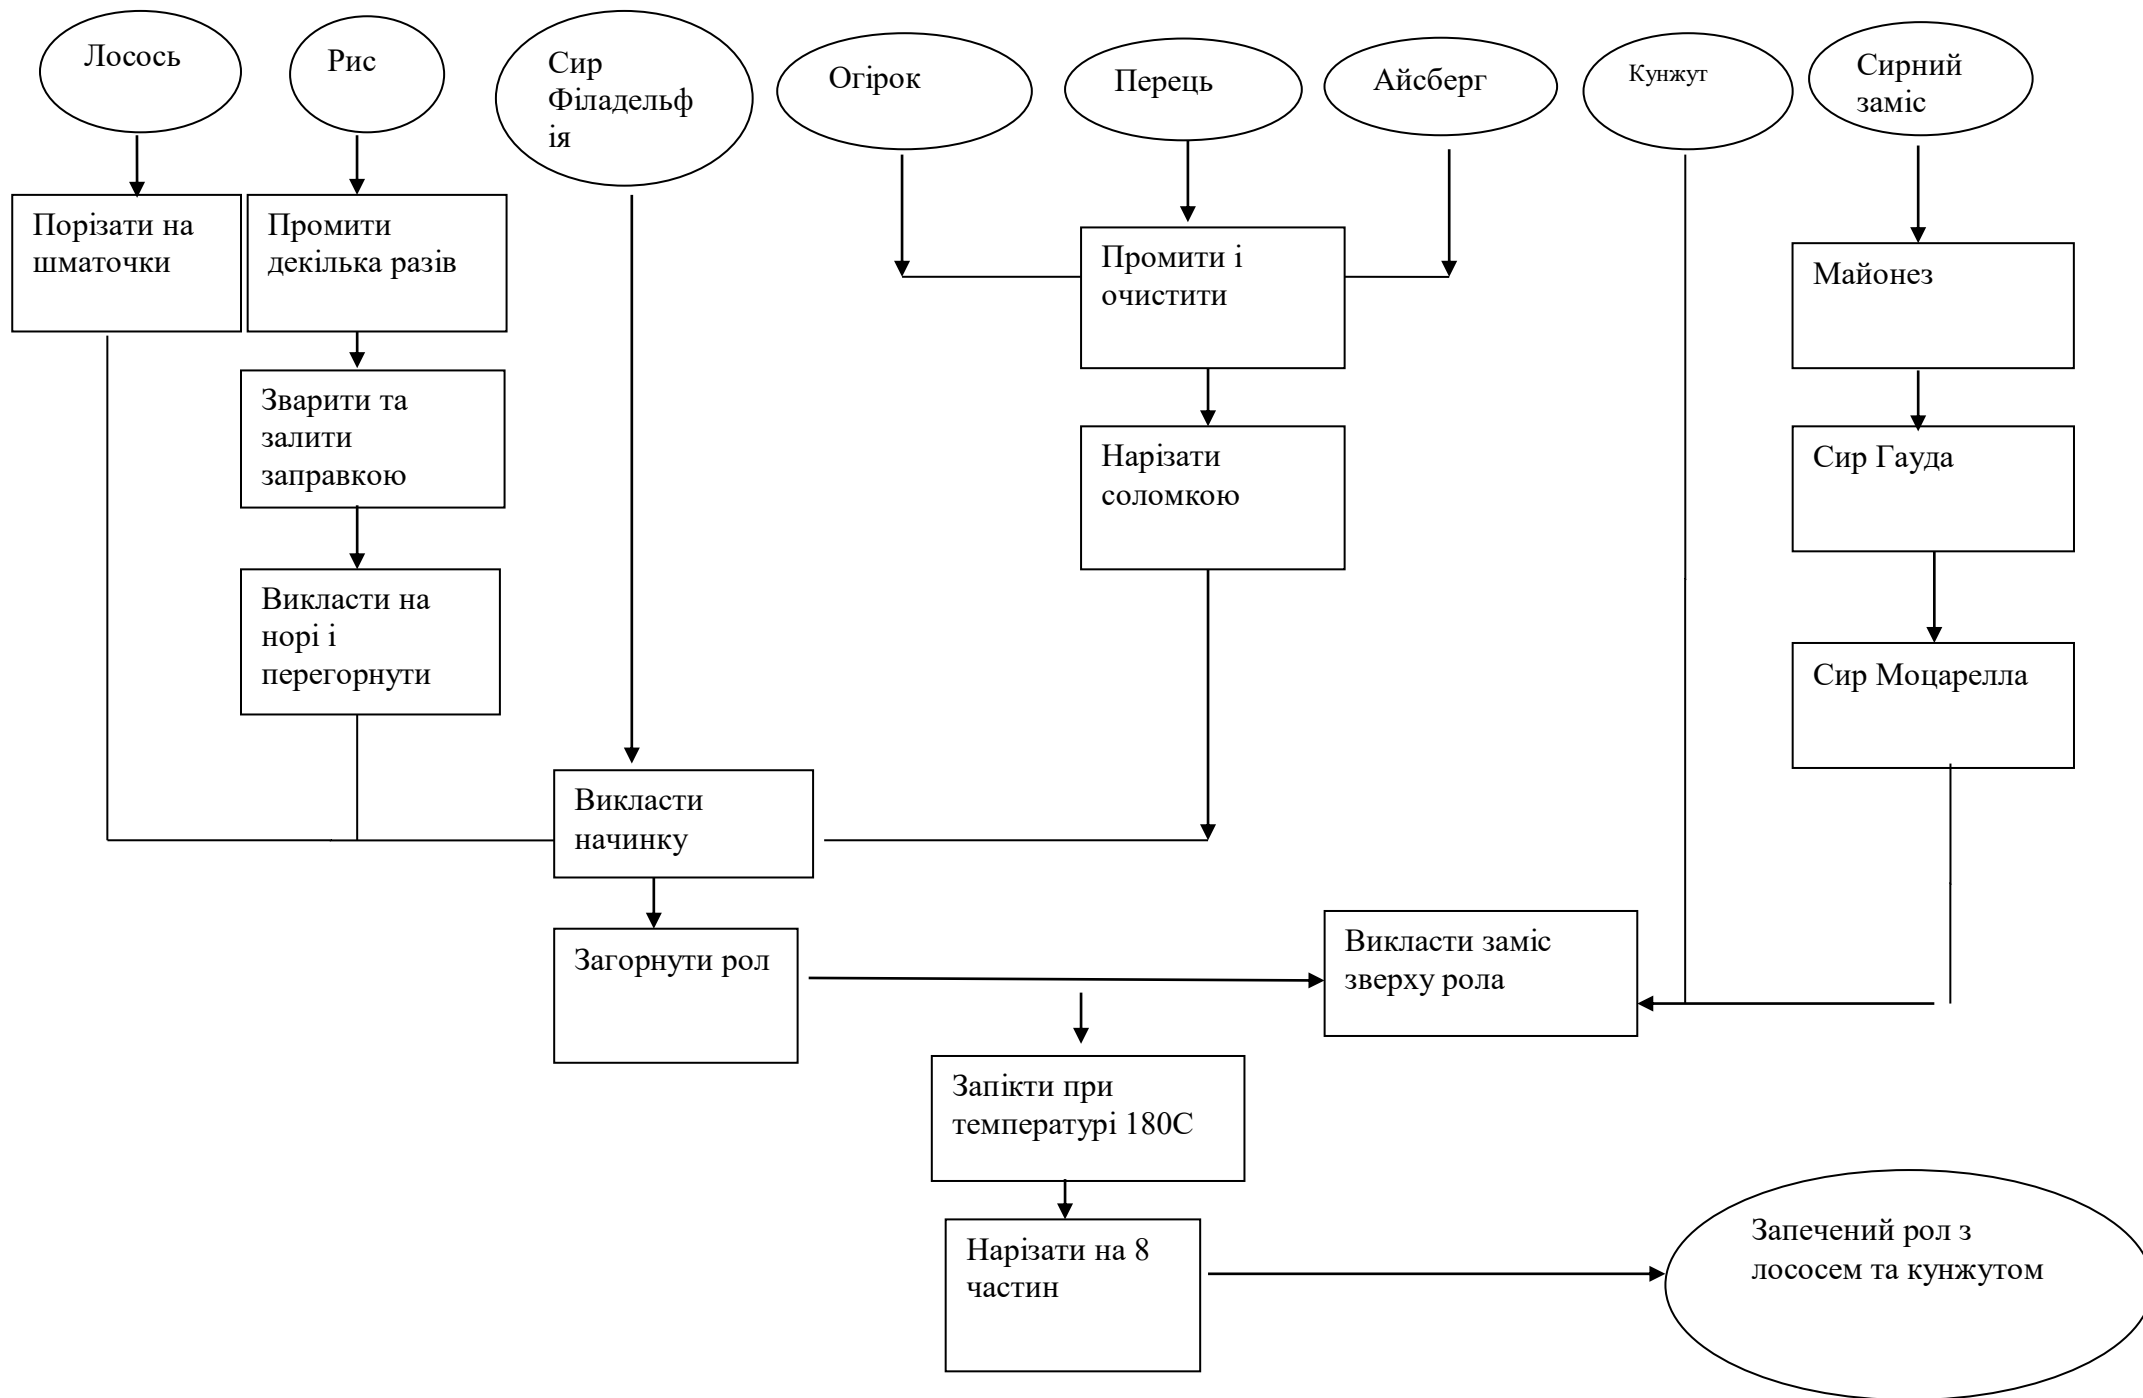 Лосось
Рис
Сир
Філадельф
ія
Огірок
Перець
Айсберг
Кунжут
Сирний
заміс
Порізати на
шматочки
Промити
декілька разів
Промити і
очистити
Майонез
Зварити та
залити
заправкою
Нарізати
соломкою
Сир Гауда
Викласти на
норі і
перегорнути
Сир Моцарелла
Викласти
начинку
Загорнути рол
Викласти заміс
зверху рола
Запікти при
температурі 180С
Нарізати на 8
частин
Запечений рол з
лососем та кунжутом